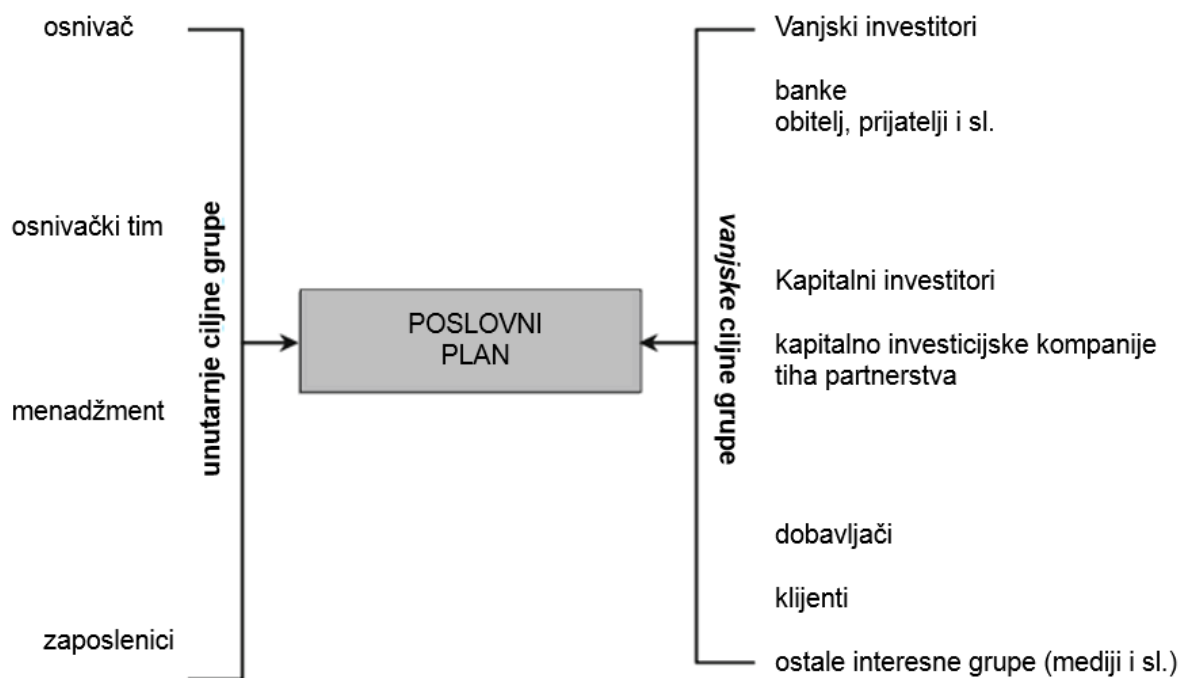 osnivač
osnivački tim
menadžment
zaposlenici
unutarnje ciljne grupe
POSLOVNI
PLAN
vanjske ciljne grupe
Vanjski investitori
banke
obitelj, prijatelji i sl.
Kapitalni investitori
kapitalno investicijske kompanije
tiha partnerstva
dobavljači
klijenti
ostale interesne grupe (mediji i sl.)